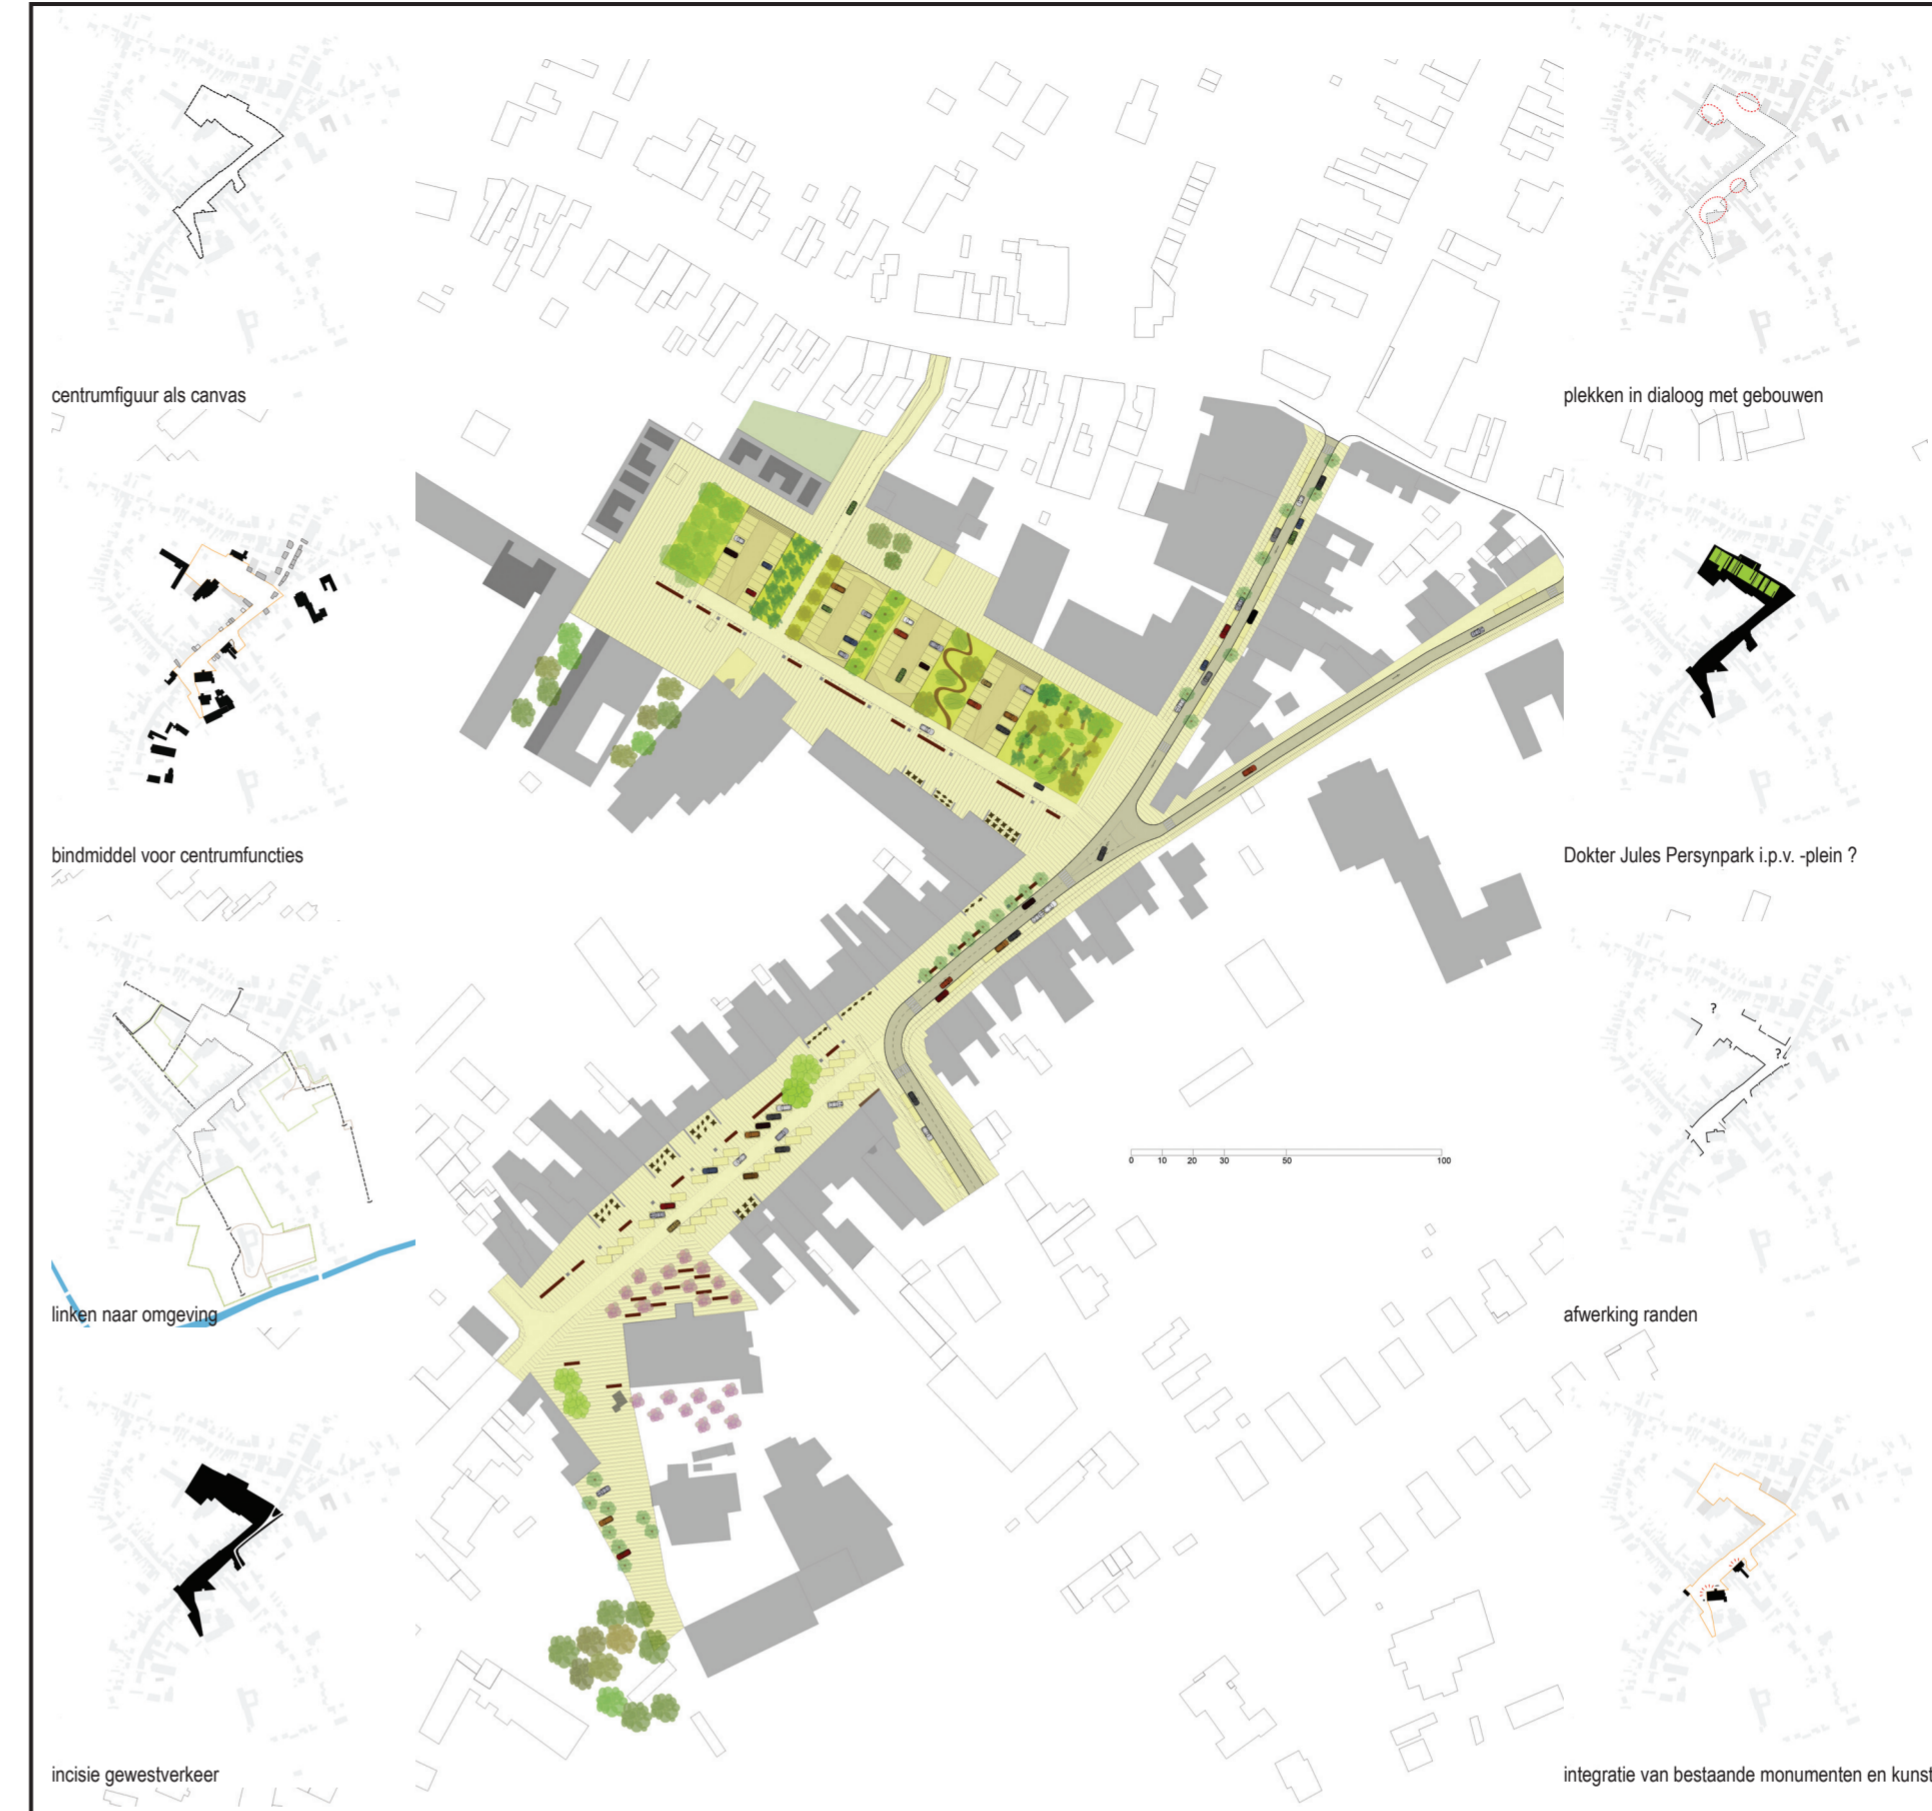 centrumfiguur als canvas
plekken in dialoog met gebouwen
bindmiddel voor centrumfuncties
Dokter Jules Persynpark i.p.v. -plein ?
?
?
0 10 20 30 50 100
linken naar omgeving
afwerking randen
incisie gewestverkeer
integratie van bestaande monumenten en kunst